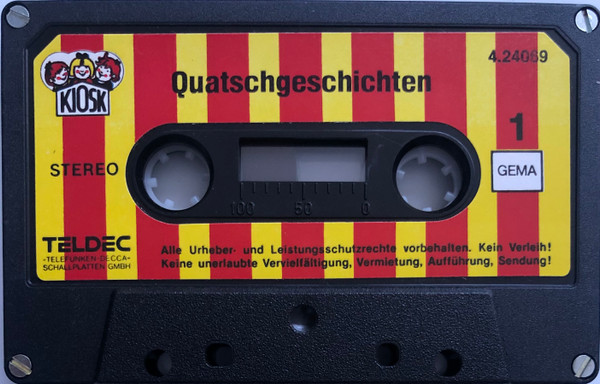 4.24069
Quatschgeschichten
KIOSK
1
STEREO
GEMA
100 50 0
TELDEC
»TELEFUNKEN-DECCA«
SCHALLPLATTEN GMBH
Alle Urheber- und Leistungsschutzrechte vorbehalten. Kein Verleih!
Keine unerlaubte Vervielfältigung, Vermietung, Aufführung, Sendung!